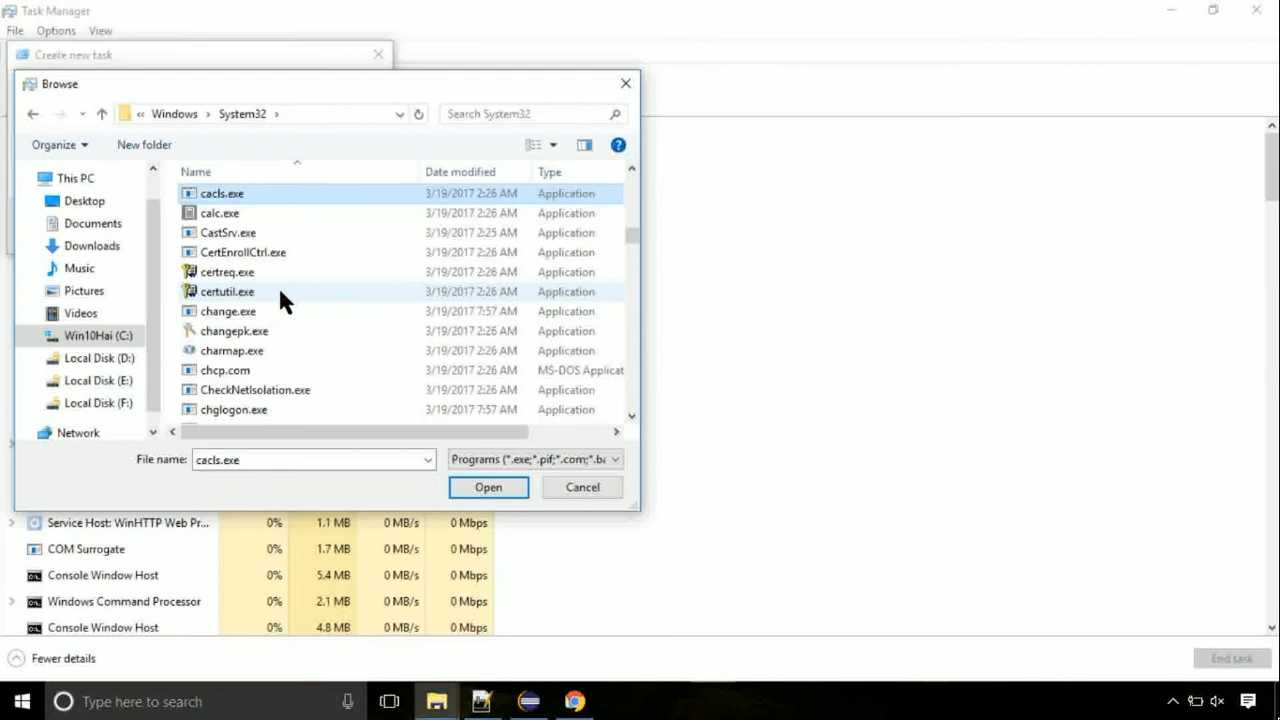 Task Manager
File Options View
Create new task
Browse
« Windows › System32 ›
Search System32
Organize New folder
Name Date modified Type
This PC
Desktop
Documents
Downloads
Music
Pictures
Videos
Win10Hai (C:)
Local Disk (D:)
Local Disk (E:)
Local Disk (F:)
Network
cacls.exe 3/19/2017 2:26 AM Application
calc.exe 3/19/2017 2:26 AM Application
CastSrv.exe 3/19/2017 2:25 AM Application
CertEnrollCtrl.exe 3/19/2017 2:26 AM Application
certreq.exe 3/19/2017 2:26 AM Application
certutil.exe 3/19/2017 2:26 AM Application
change.exe 3/19/2017 7:57 AM Application
changepk.exe 3/19/2017 2:26 AM Application
charmap.exe 3/19/2017 2:26 AM Application
chcp.com 3/19/2017 2:26 AM MS-DOS Applicat
CheckNetIsolation.exe 3/19/2017 2:26 AM Application
chglogon.exe 3/19/2017 7:57 AM Application
File name: cacls.exe Programs (*.exe;*.pif;*.com;*.ba
Open Cancel
Service Host: WinHTTP Web Pr... 0% 1.1 MB 0 MB/s 0 Mbps
COM Surrogate 0% 1.7 MB 0 MB/s 0 Mbps
Console Window Host 0% 5.4 MB 0 MB/s 0 Mbps
Windows Command Processor 0% 2.1 MB 0 MB/s 0 Mbps
Console Window Host 0% 4.8 MB 0 MB/s 0 Mbps
Fewer details
End task
Type here to search